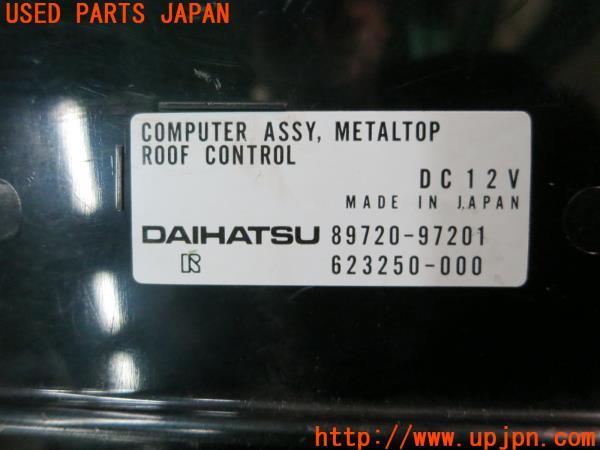 USED PARTS JAPAN
COMPUTER ASSY, METALTOP
ROOF CONTROL
DC12V
MADE IN JAPAN
DAIHATSU 89720-97201
R 623250-000
http://www.upjpn.com